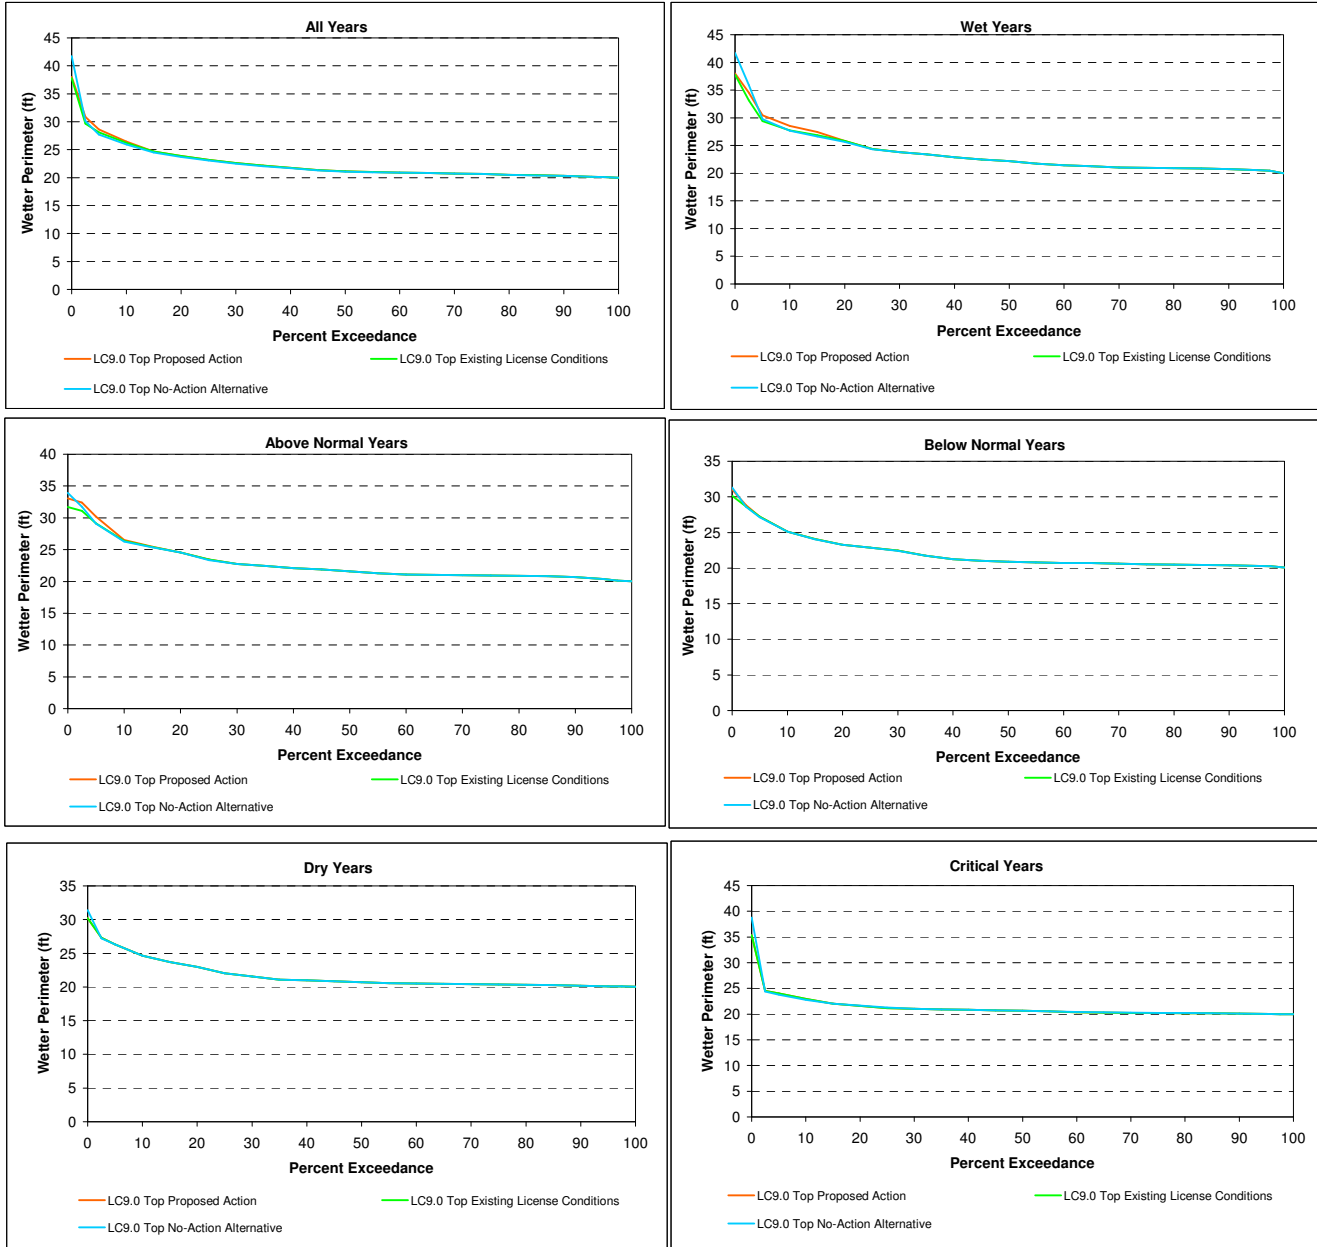 All Years
45
40
35
30
25
20
15
10
5
0
Wetter Perimeter (ft)
0 10 20 30 40 50 60 70 80 90 100
Percent Exceedance
LC9.0 Top Proposed Action LC9.0 Top Existing License Conditions
LC9.0 Top No-Action Alternative
Wet Years
45
40
35
30
25
20
15
10
5
0
Wetter Perimeter (ft)
0 10 20 30 40 50 60 70 80 90 100
Percent Exceedance
LC9.0 Top Proposed Action LC9.0 Top Existing License Conditions
LC9.0 Top No-Action Alternative
Above Normal Years
40
35
30
25
20
15
10
5
0
Wetter Perimeter (ft)
0 10 20 30 40 50 60 70 80 90 100
Percent Exceedance
LC9.0 Top Proposed Action LC9.0 Top Existing License Conditions
LC9.0 Top No-Action Alternative
Below Normal Years
35
30
25
20
15
10
5
0
Wetter Perimeter (ft)
0 10 20 30 40 50 60 70 80 90 100
Percent Exceedance
LC9.0 Top Proposed Action LC9.0 Top Existing License Conditions
LC9.0 Top No-Action Alternative
Dry Years
35
30
25
20
15
10
5
0
Wetter Perimeter (ft)
0 10 20 30 40 50 60 70 80 90 100
Percent Exceedance
LC9.0 Top Proposed Action LC9.0 Top Existing License Conditions
LC9.0 Top No-Action Alternative
Critical Years
45
40
35
30
25
20
15
10
5
0
Wetter Perimeter (ft)
0 10 20 30 40 50 60 70 80 90 100
Percent Exceedance
LC9.0 Top Proposed Action LC9.0 Top Existing License Conditions
LC9.0 Top No-Action Alternative